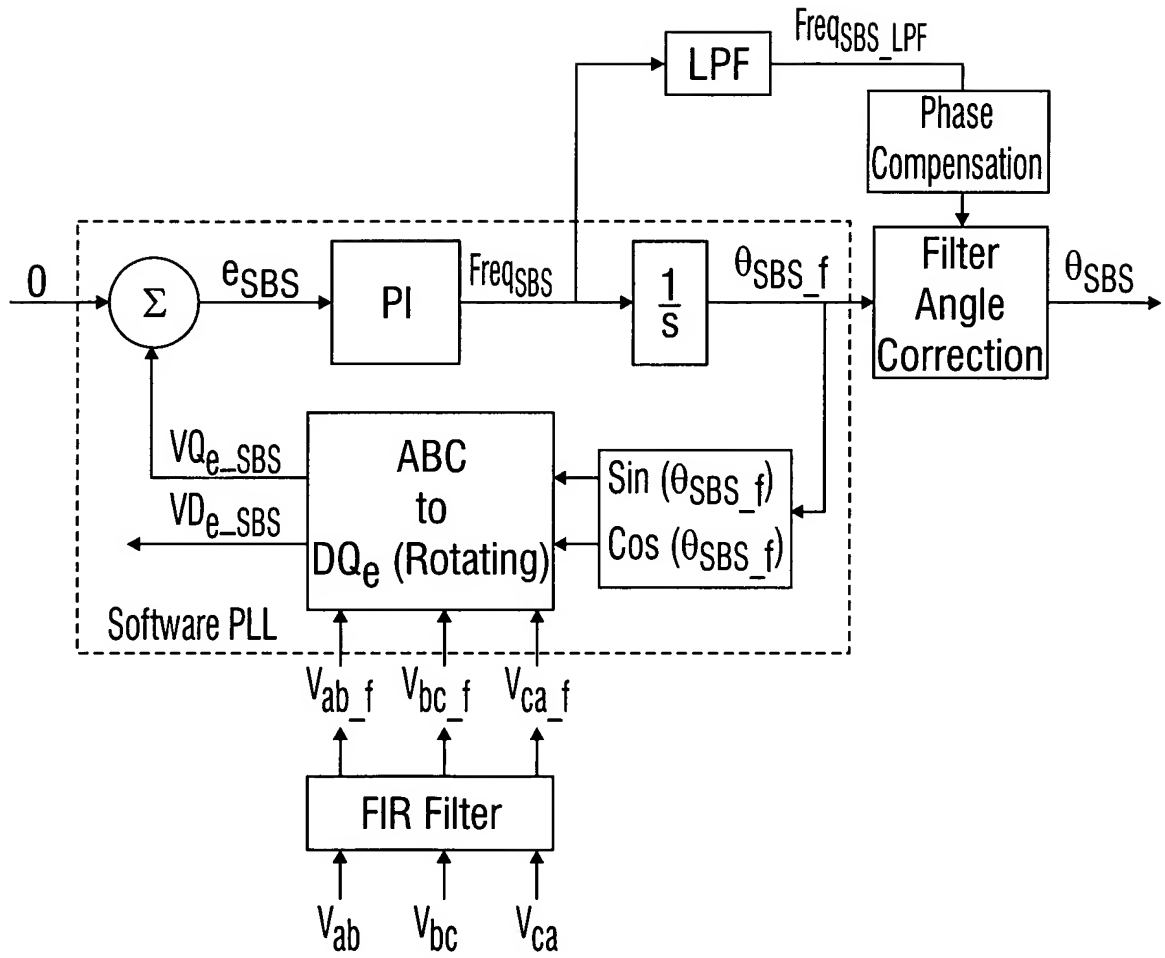 Freq_SBS_LPF
LPF
Phase
Compensation
0
Σ
e_SBS
PI
Freq_SBS
1
s
θ_SBS_f
Filter
Angle
Correction
θ_SBS
VQ_e_SBS
VD_e_SBS
ABC
to
DQ_e (Rotating)
Sin (θ_SBS_f)
Cos (θ_SBS_f)
Software PLL
V_ab_f V_bc_f V_ca_f
FIR Filter
V_ab V_bc V_ca